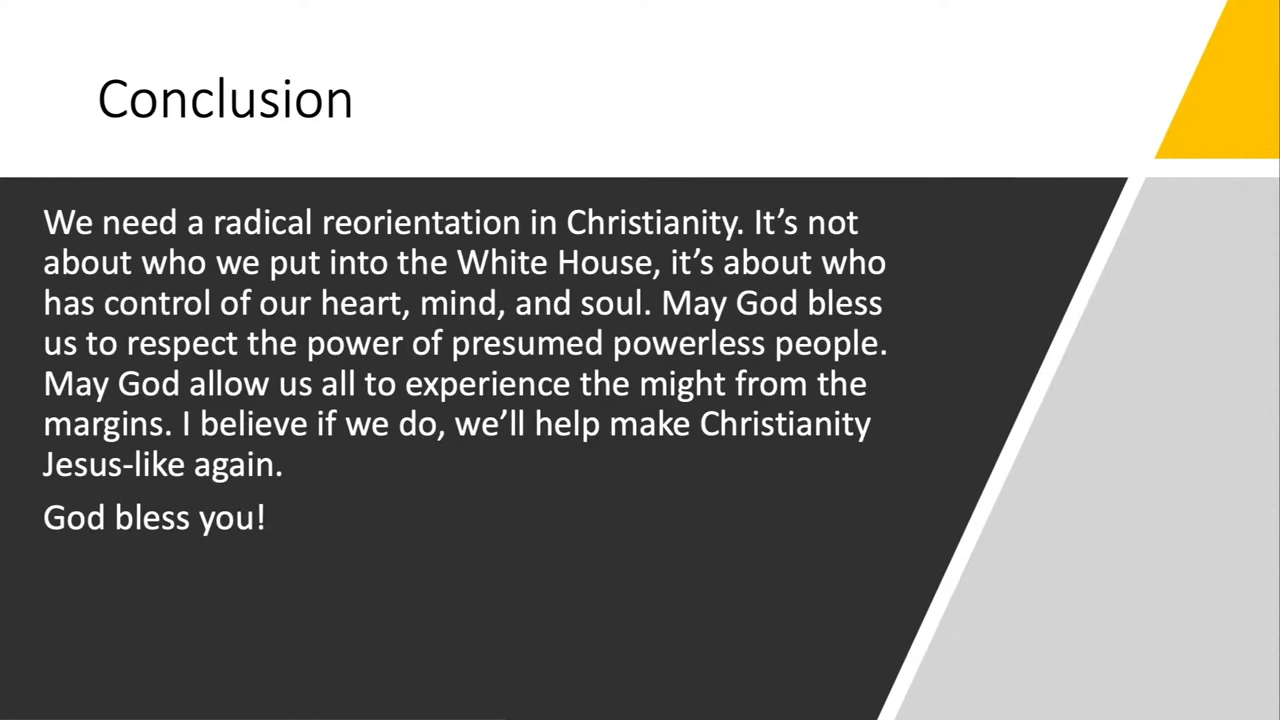 Conclusion
We need a radical reorientation in Christianity. It’s not
about who we put into the White House, it’s about who
has control of our heart, mind, and soul. May God bless
us to respect the power of presumed powerless people.
May God allow us all to experience the might from the
margins. I believe if we do, we’ll help make Christianity
Jesus-like again.
God bless you!